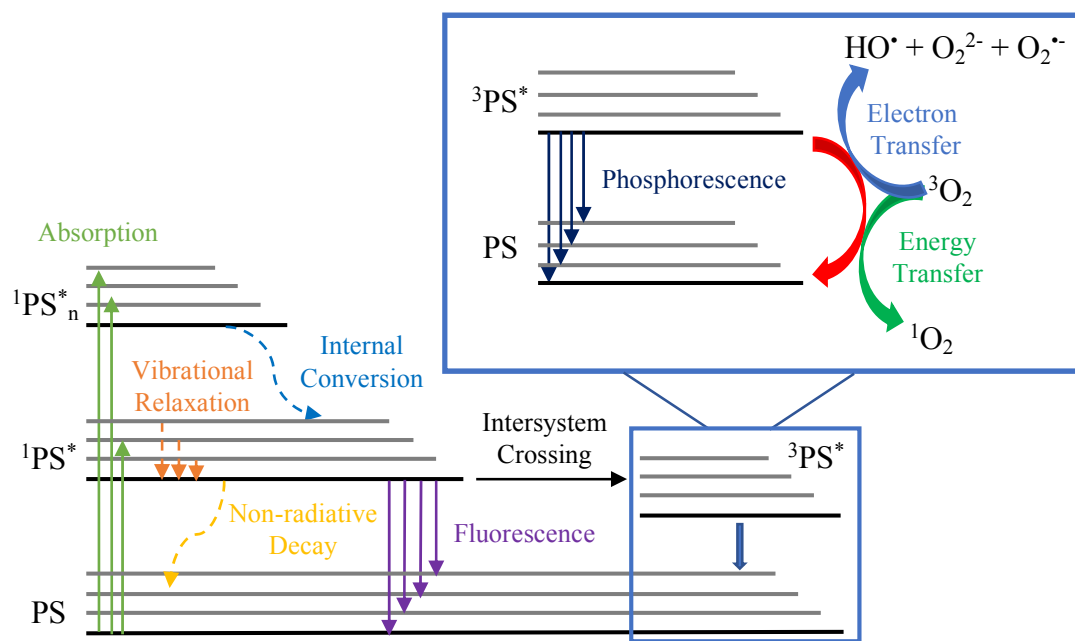 HO• + O₂²⁻ + O₂•⁻
³PS*
Electron
Transfer
Phosphorescence
³O₂
PS
Energy
Transfer
¹O₂
Absorption
¹PS*ₙ
Internal
Conversion
Vibrational
Relaxation
¹PS*
Intersystem
Crossing
³PS*
Non-radiative
Decay
Fluorescence
PS